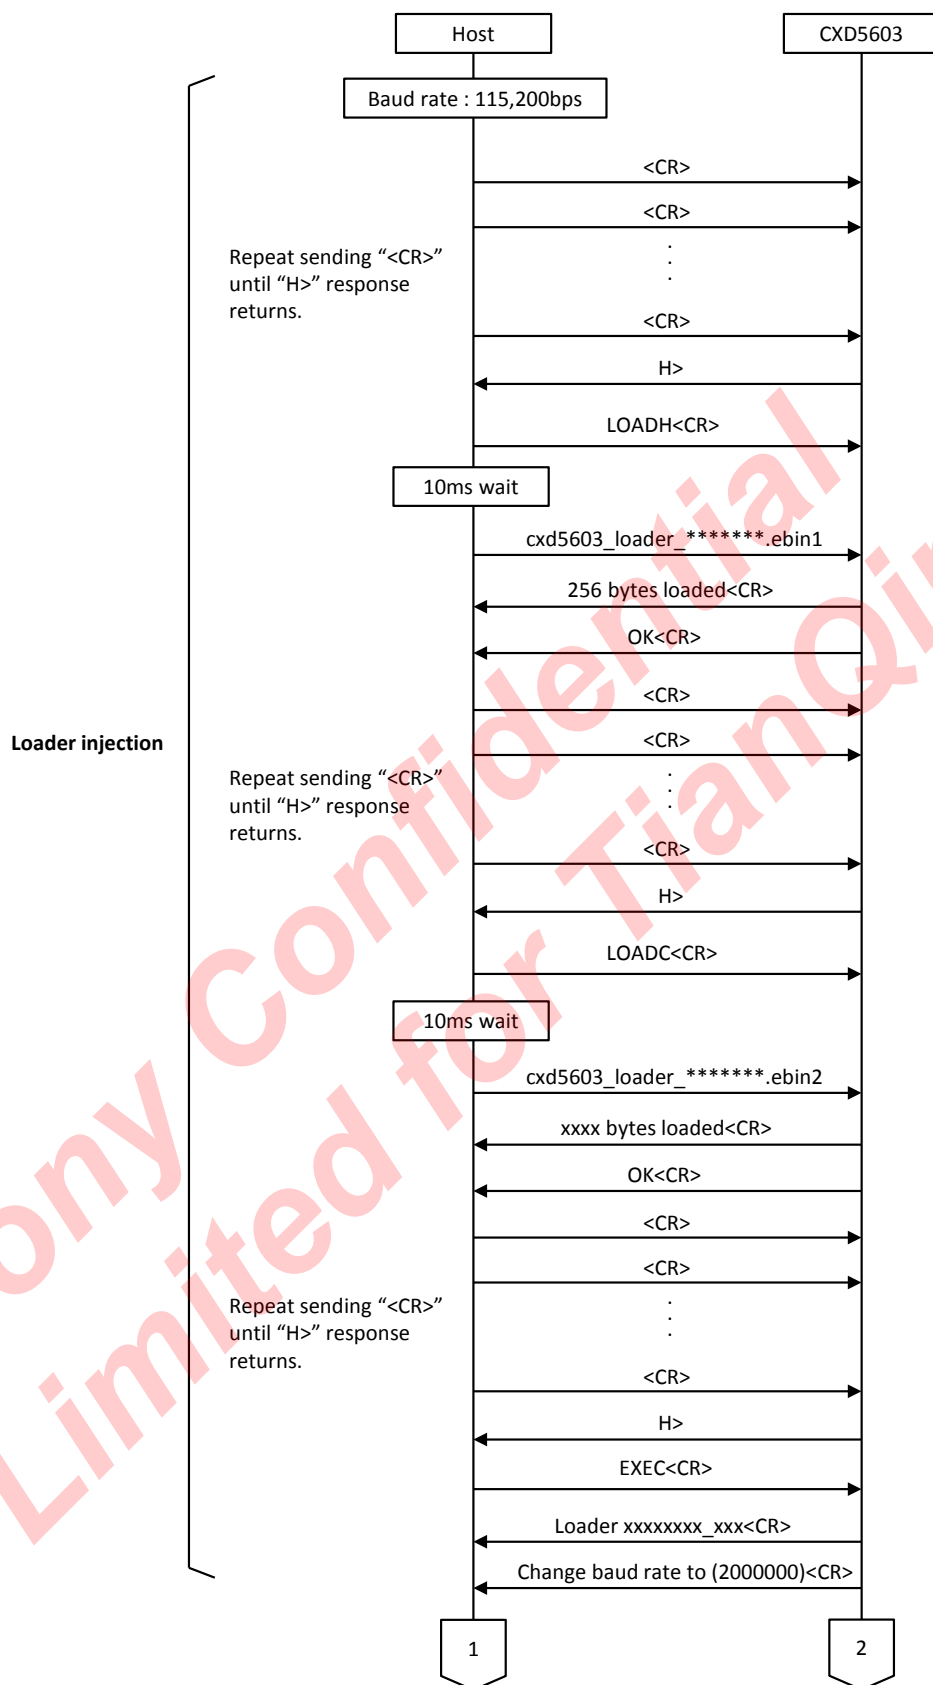 Host
CXD5603
Baud rate : 115,200bps
<CR>
<CR>
Repeat sending “<CR>”
until “H>” response
returns.
<CR>
H>
LOADH<CR>
10ms wait
cxd5603_loader_*******.ebin1
256 bytes loaded<CR>
OK<CR>
<CR>
<CR>
Loader injection
Repeat sending “<CR>”
until “H>” response
returns.
<CR>
H>
LOADC<CR>
10ms wait
cxd5603_loader_*******.ebin2
xxxx bytes loaded<CR>
OK<CR>
<CR>
<CR>
Repeat sending “<CR>”
until “H>” response
returns.
<CR>
H>
EXEC<CR>
Loader xxxxxxxx_xxx<CR>
Change baud rate to (2000000)<CR>
1
2
ony Confidential
Limited for TianQin